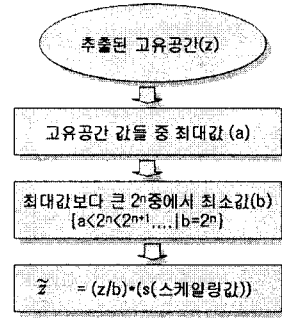 추출된 고유공간(z)
고유공간 값들 중 최대값 (a)
최대값보다 큰 2ⁿ중에서 최소값(b)
{a<2ⁿ<2ⁿ⁺¹....|b=2ⁿ}
z̃ = (z/b)*(s(스케일링값))